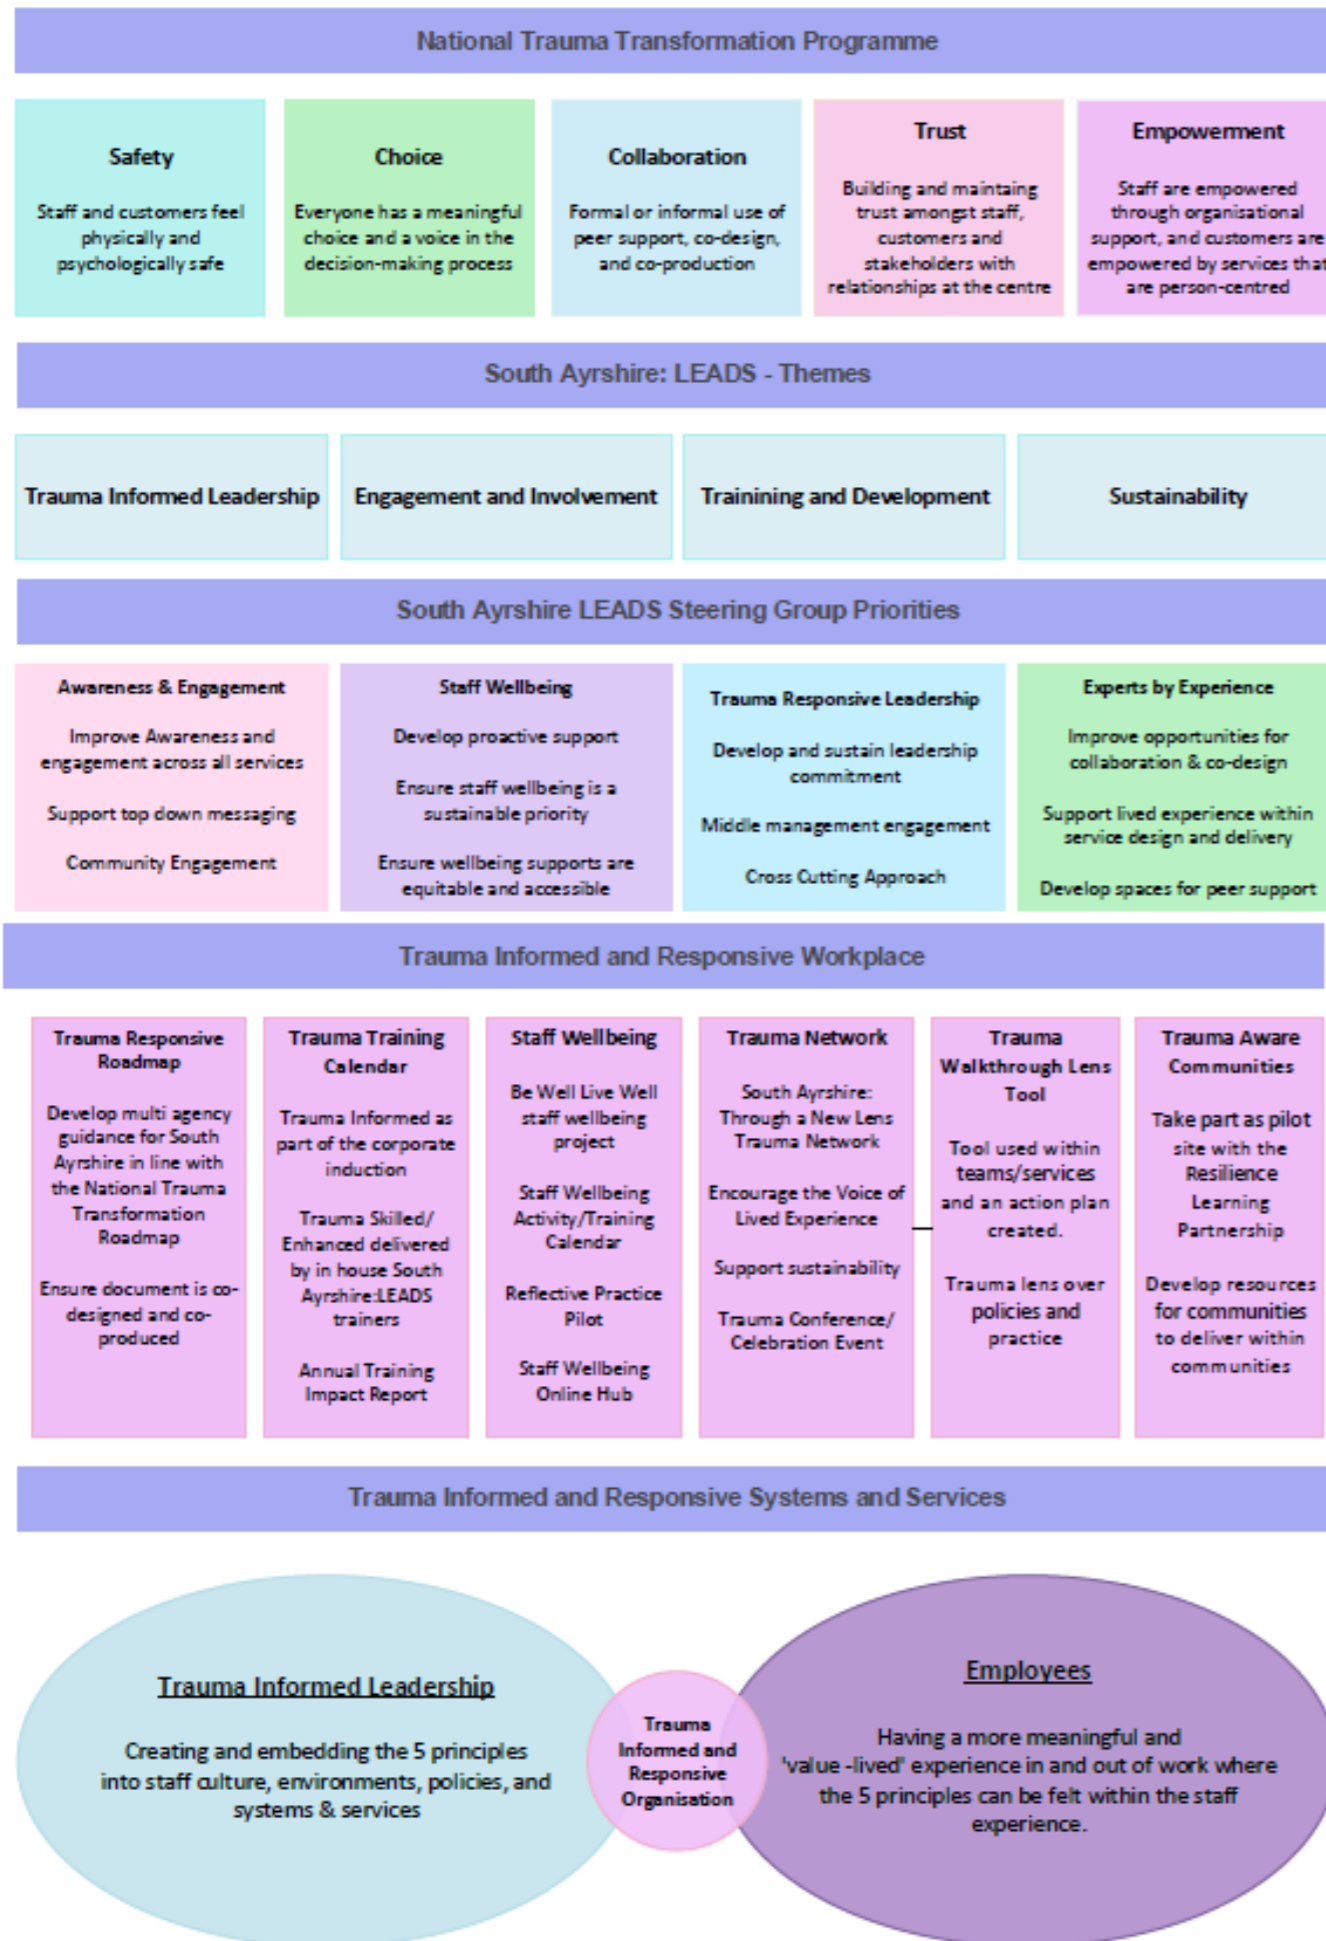 National Trauma Transformation Programme
Safety
Staff and customers feel
physically and
psychologically safe
Choice
Everyone has a meaningful
choice and a voice in the
decision-making process
Collaboration
Formal or informal use of
peer support, co-design,
and co-production
Trust
Building and maintaing
trust amongst staff,
customers and
stakeholders with
relationships at the centre
Empowerment
Staff are empowered
through organisational
support, and customers are
empowered by services that
are person-centred
South Ayrshire: LEADS - Themes
Trauma Informed Leadership
Engagement and Involvement
Trainining and Development
Sustainability
South Ayrshire LEADS Steering Group Priorities
Awareness & Engagement
Improve Awareness and
engagement across all services
Support top down messaging
Community Engagement
Staff Wellbeing
Develop proactive support
Ensure staff wellbeing is a
sustainable priority
Ensure wellbeing supports are
equitable and accessible
Trauma Responsive Leadership
Develop and sustain leadership
commitment
Middle management engagement
Cross Cutting Approach
Experts by Experience
Improve opportunities for
collaboration & co-design
Support lived experience within
service design and delivery
Develop spaces for peer support
Trauma Informed and Responsive Workplace
Trauma Responsive
Roadmap
Develop multi agency
guidance for South
Ayrshire in line with
the National Trauma
Transformation
Roadmap
Ensure document is co-
designed and co-
produced
Trauma Training
Calendar
Trauma Informed as
part of the corporate
induction
Trauma Skilled/
Enhanced delivered
by in house South
Ayrshire:LEADS
trainers
Annual Training
Impact Report
Staff Wellbeing
Be Well Live Well
staff wellbeing
project
Staff Wellbeing
Activity/Training
Calendar
Reflective Practice
Pilot
Staff Wellbeing
Online Hub
Trauma Network
South Ayrshire:
Through a New Lens
Trauma Network
Encourage the Voice of
Lived Experience
Support sustainability
Trauma Conference/
Celebration Event
Trauma
Walkthrough Lens
Tool
Tool used within
teams/services
and an action plan
created.
Trauma lens over
policies and
practice
Trauma Aware
Communities
Take part as pilot
site with the
Resilience
Learning
Partnership
Develop resources
for communities
to deliver within
communities
Trauma Informed and Responsive Systems and Services
Trauma Informed Leadership
Creating and embedding the 5 principles
into staff culture, environments, policies, and
systems & services
Trauma
Informed and
Responsive
Organisation
Employees
Having a more meaningful and
'value -lived' experience in and out of work where
the 5 principles can be felt within the staff
experience.